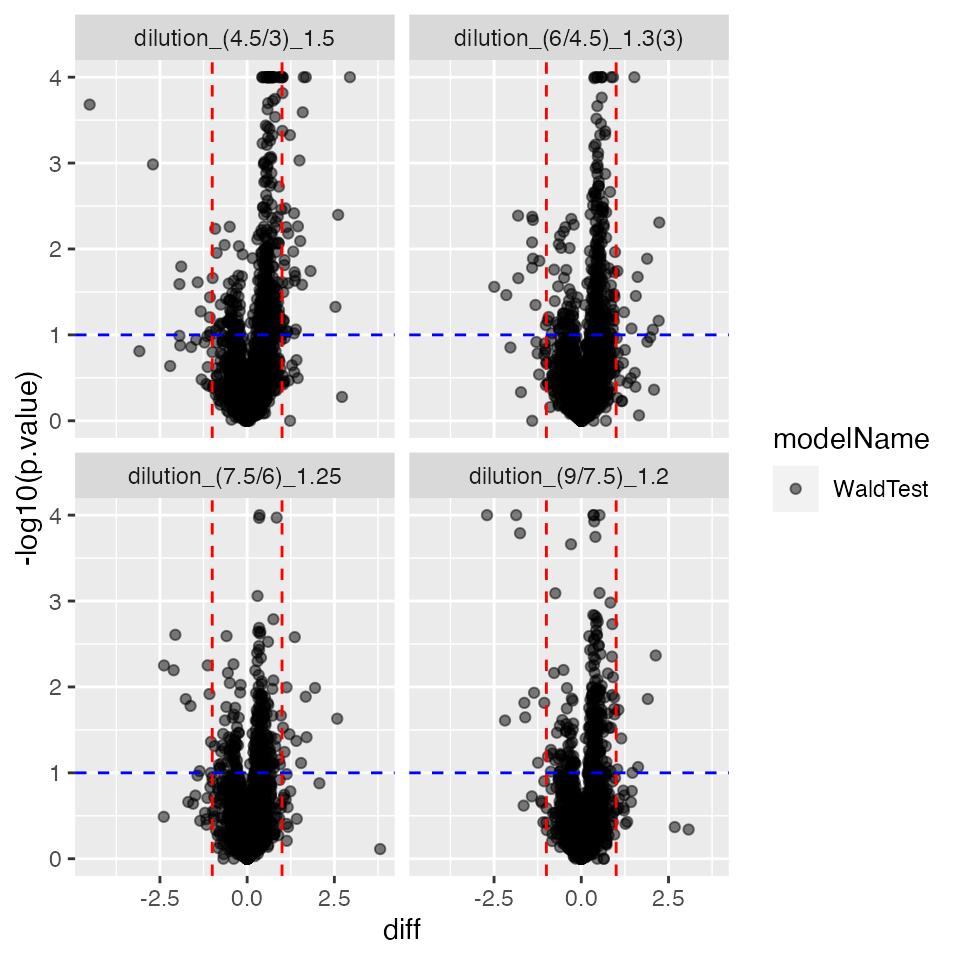 dilution_(4.5/3)_1.5
dilution_(6/4.5)_1.3(3)
4
3
2
1
0
dilution_(7.5/6)_1.25
dilution_(9/7.5)_1.2
4
3
2
1
0
-2.5 0.0 2.5
-2.5 0.0 2.5
diff
-log10(p.value)
modelName
WaldTest